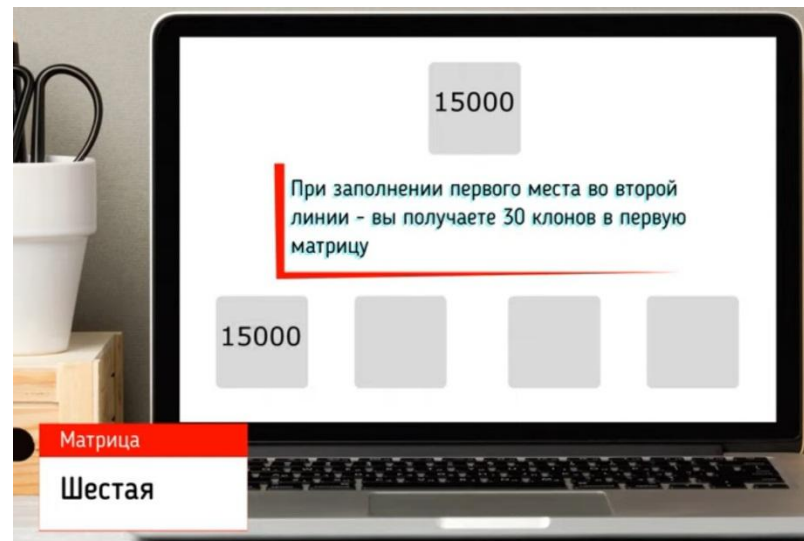 15000
При заполнении первого места во второй
линии - вы получаете 30 клонов в первую
матрицу
15000
Матрица
Шестая